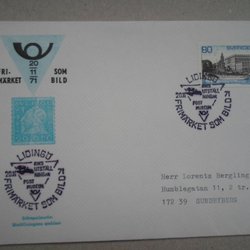 20
11
71
FRI- SOM
MÄRKET BILD
80
SVERIGE
LIDINGÖ
POST
MUSEUM
FRIMÄRKET SOM BILD 71
LIDINGÖ
POST
MUSEUM
FRIMÄRKET SOM BILD 71
Herr Lorentz Bergling
Humblegatan 11, 2 tr.
172 39 SUNDBYBERG